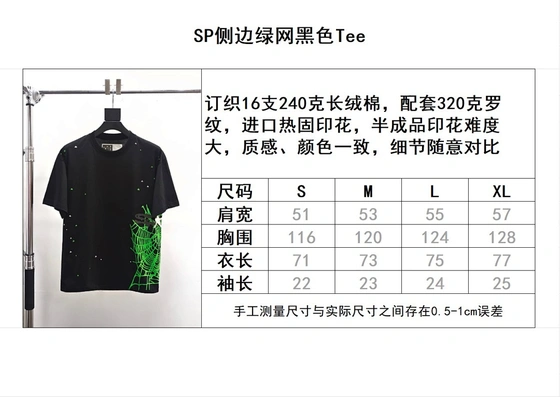 SP侧边绿网黑色Tee
订织16支240克长绒棉，配套320克罗
纹，进口热固印花，半成品印花难度
大，质感、颜色一致，细节随意对比
尺码 S M L XL
肩宽 51 53 55 57
胸围 116 120 124 128
衣长 71 73 75 77
袖长 22 23 24 25
手工测量尺寸与实际尺寸之间存在0.5-1cm误差